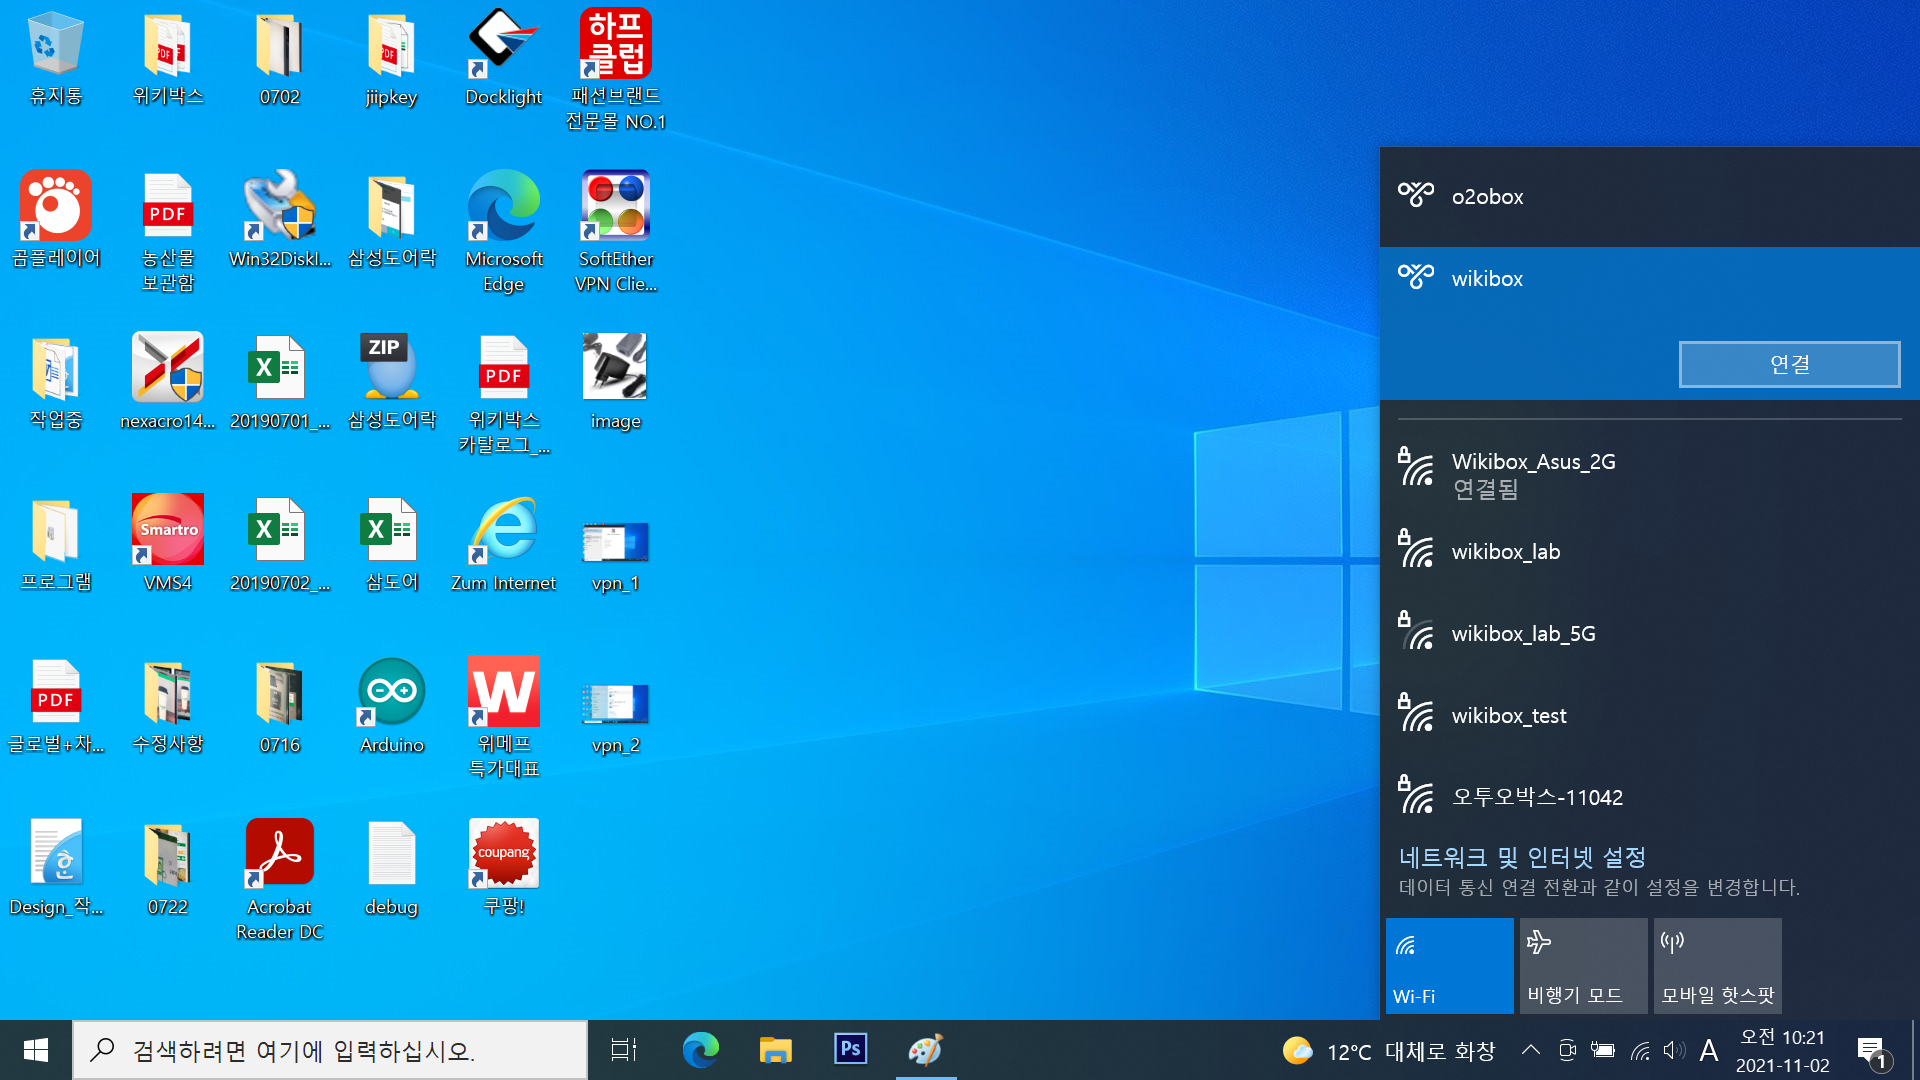 휴지통
위키박스
0702
jiipkey
Docklight
하프
클럽
패션브랜드
전문몰 NO.1
곰플레이어
PDF
농산물
보관함
Win32DiskI...
삼성도어락
Microsoft
Edge
SoftEther
VPN Clie...
작업중
nexacro14...
20190701_...
ZIP
삼성도어락
PDF
위키박스
카탈로그_...
image
프로그램
Smartro
VMS4
20190702_...
삼도어
Zum Internet
vpn_1
PDF
글로벌+차...
수정사항
0716
Arduino
W
위메프
특가대표
vpn_2
Design_작...
0722
Acrobat
Reader DC
debug
coupang
쿠팡!
o2obox
wikibox
연결
Wikibox_Asus_2G
연결됨
wikibox_lab
wikibox_lab_5G
wikibox_test
오투오박스-11042
네트워크 및 인터넷 설정
데이터 통신 연결 전환과 같이 설정을 변경합니다.
Wi-Fi
비행기 모드
모바일 핫스팟
검색하려면 여기에 입력하십시오.
Ps
12°C 대체로 화창
A
오전 10:21
2021-11-02
1